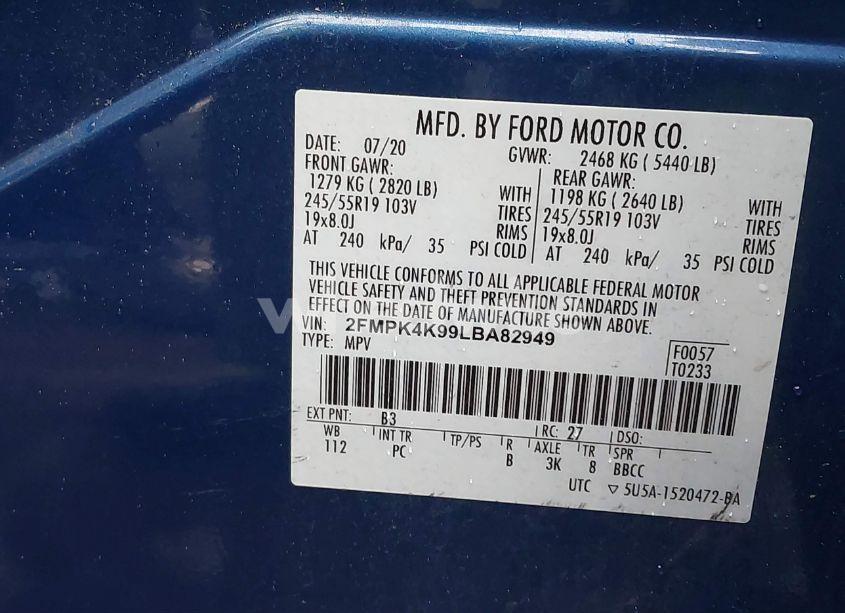 MFD. BY FORD MOTOR CO.
DATE: 07/20 GVWR: 2468 KG ( 5440 LB)
FRONT GAWR: REAR GAWR:
1279 KG ( 2820 LB) WITH 1198 KG ( 2640 LB) WITH
245/55R19 103V TIRES 245/55R19 103V TIRES
19x8.0J RIMS 19x8.0J RIMS
AT 240 kPa/ 35 PSI COLD AT 240 kPa/ 35 PSI COLD
THIS VEHICLE CONFORMS TO ALL APPLICABLE FEDERAL MOTOR
VEHICLE SAFETY AND THEFT PREVENTION STANDARDS IN
EFFECT ON THE DATE OF MANUFACTURE SHOWN ABOVE.
VIN: 2FMPK4K99LBA82949
TYPE: MPV
F0057
T0233
EXT PNT: B3 RC: 27 DSO:
WB INT TR TP/PS R AXLE TR SPR
112 PC B 3K 8 BBCC
UTC ▽ 5U5A-1520472-BA